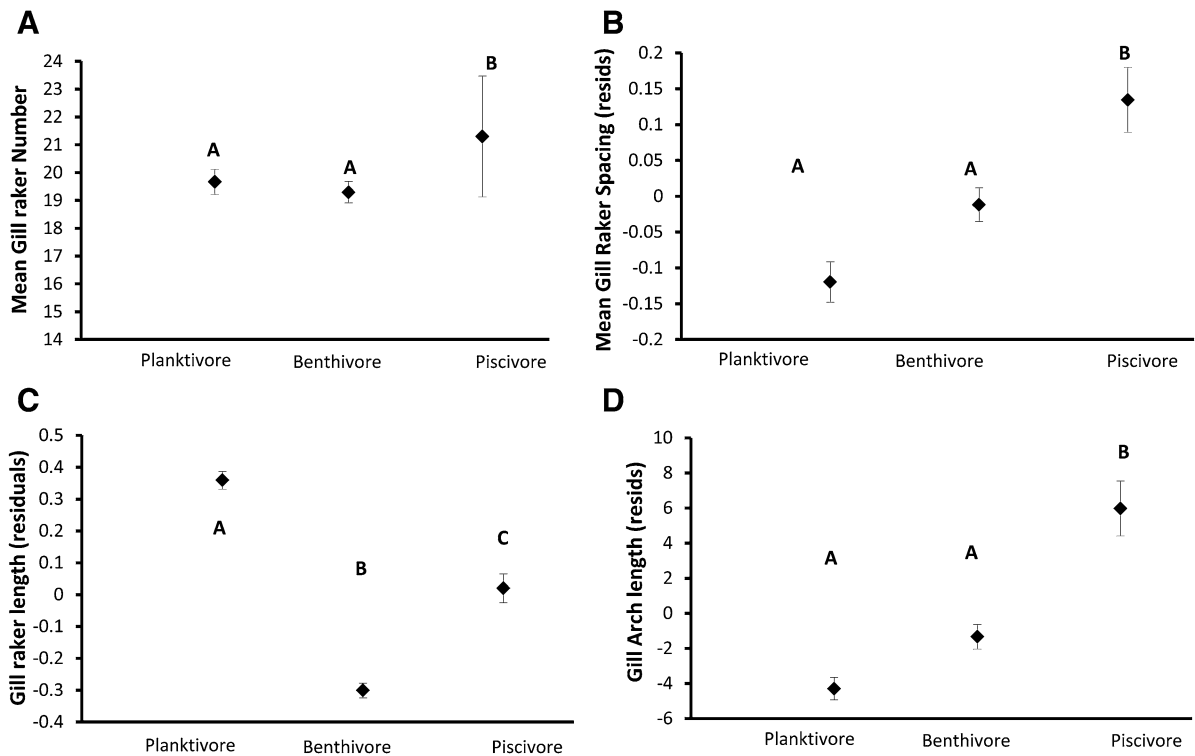 A
Mean Gill raker Number
24
23
22
21
20
19
18
17
16
15
14
A
A
B
Planktivore
Benthivore
Piscivore
B
Mean Gill Raker Spacing (resids)
0.2
0.15
0.1
0.05
0
-0.05
-0.1
-0.15
-0.2
A
A
B
Planktivore
Benthivore
Piscivore
C
Gill raker length (residuals)
0.5
0.4
0.3
0.2
0.1
0
-0.1
-0.2
-0.3
-0.4
A
B
C
Planktivore
Benthivore
Piscivore
D
Gill Arch length (resids)
10
8
6
4
2
0
-2
-4
-6
A
A
B
Planktivore
Benthivore
Piscivore